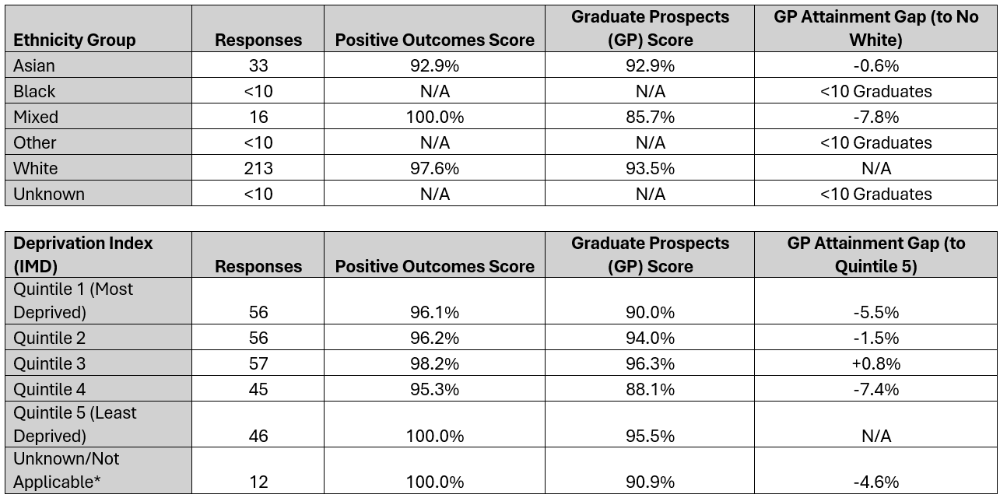 Ethnicity Group Responses Positive Outcomes Score Graduate Prospects (GP) Score GP Attainment Gap (to No White)
Asian 33 92.9% 92.9% -0.6%
Black <10 N/A N/A <10 Graduates
Mixed 16 100.0% 85.7% -7.8%
Other <10 N/A N/A <10 Graduates
White 213 97.6% 93.5% N/A
Unknown <10 N/A N/A <10 Graduates
Deprivation Index (IMD) Responses Positive Outcomes Score Graduate Prospects (GP) Score GP Attainment Gap (to Quintile 5)
Quintile 1 (Most Deprived) 56 96.1% 90.0% -5.5%
Quintile 2 56 96.2% 94.0% -1.5%
Quintile 3 57 98.2% 96.3% +0.8%
Quintile 4 45 95.3% 88.1% -7.4%
Quintile 5 (Least Deprived) 46 100.0% 95.5% N/A
Unknown/Not Applicable* 12 100.0% 90.9% -4.6%